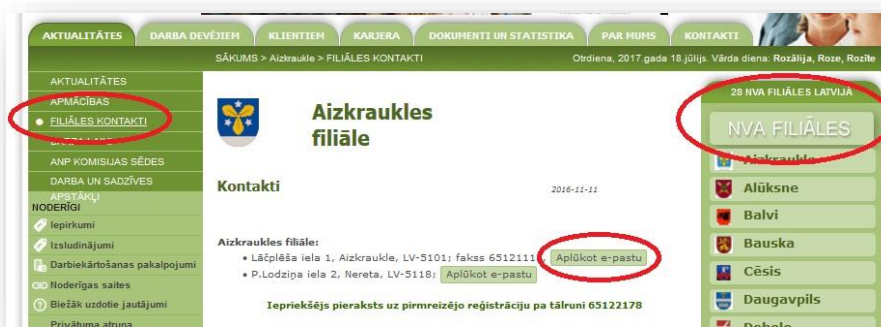 AKTUALITĀTES DARBA DEVĒJIEM KLIENTIEM KARJERA DOKUMENTI UN STATISTIKA PAR MUMS KONTAKTI
SĀKUMS > Aizkraukle > FILIĀLES KONTAKTI
Otrdiena, 2017.gada 18.jūlijs. Vārda diena: Rozālija, Roze, Rozīte
AKTUALITĀTES
APMĀCĪBAS
FILIĀLES KONTAKTI
ANP KOMISIJAS SĒDES
DARBA UN SADZĪVES
APSTĀKĻI
NODERĪGI
Iepirkumi
Izsludinājumi
Darbiekārtošanas pakalpojumi
Noderīgas saites
Biežāk uzdotie jautājumi
Privātuma atruna
Aizkraukles
filiāle
Kontakti
2016-11-11
Aizkraukles filiāle:
• Lāčplēša iela 1, Aizkraukle, LV-5101; fakss Aplūkot e-pastu
• P.Lodziņa iela 2, Nereta, LV-5118; Aplūkot e-pastu
Iepriekšējs pieraksts uz pirmreizējo reģistrāciju pa tālruni 65122178
28 NVA FILIĀLES LATVIJĀ
NVA FILIĀLES
Aizkraukle
Alūksne
Balvi
Bauska
Cēsis
Daugavpils
Dobele